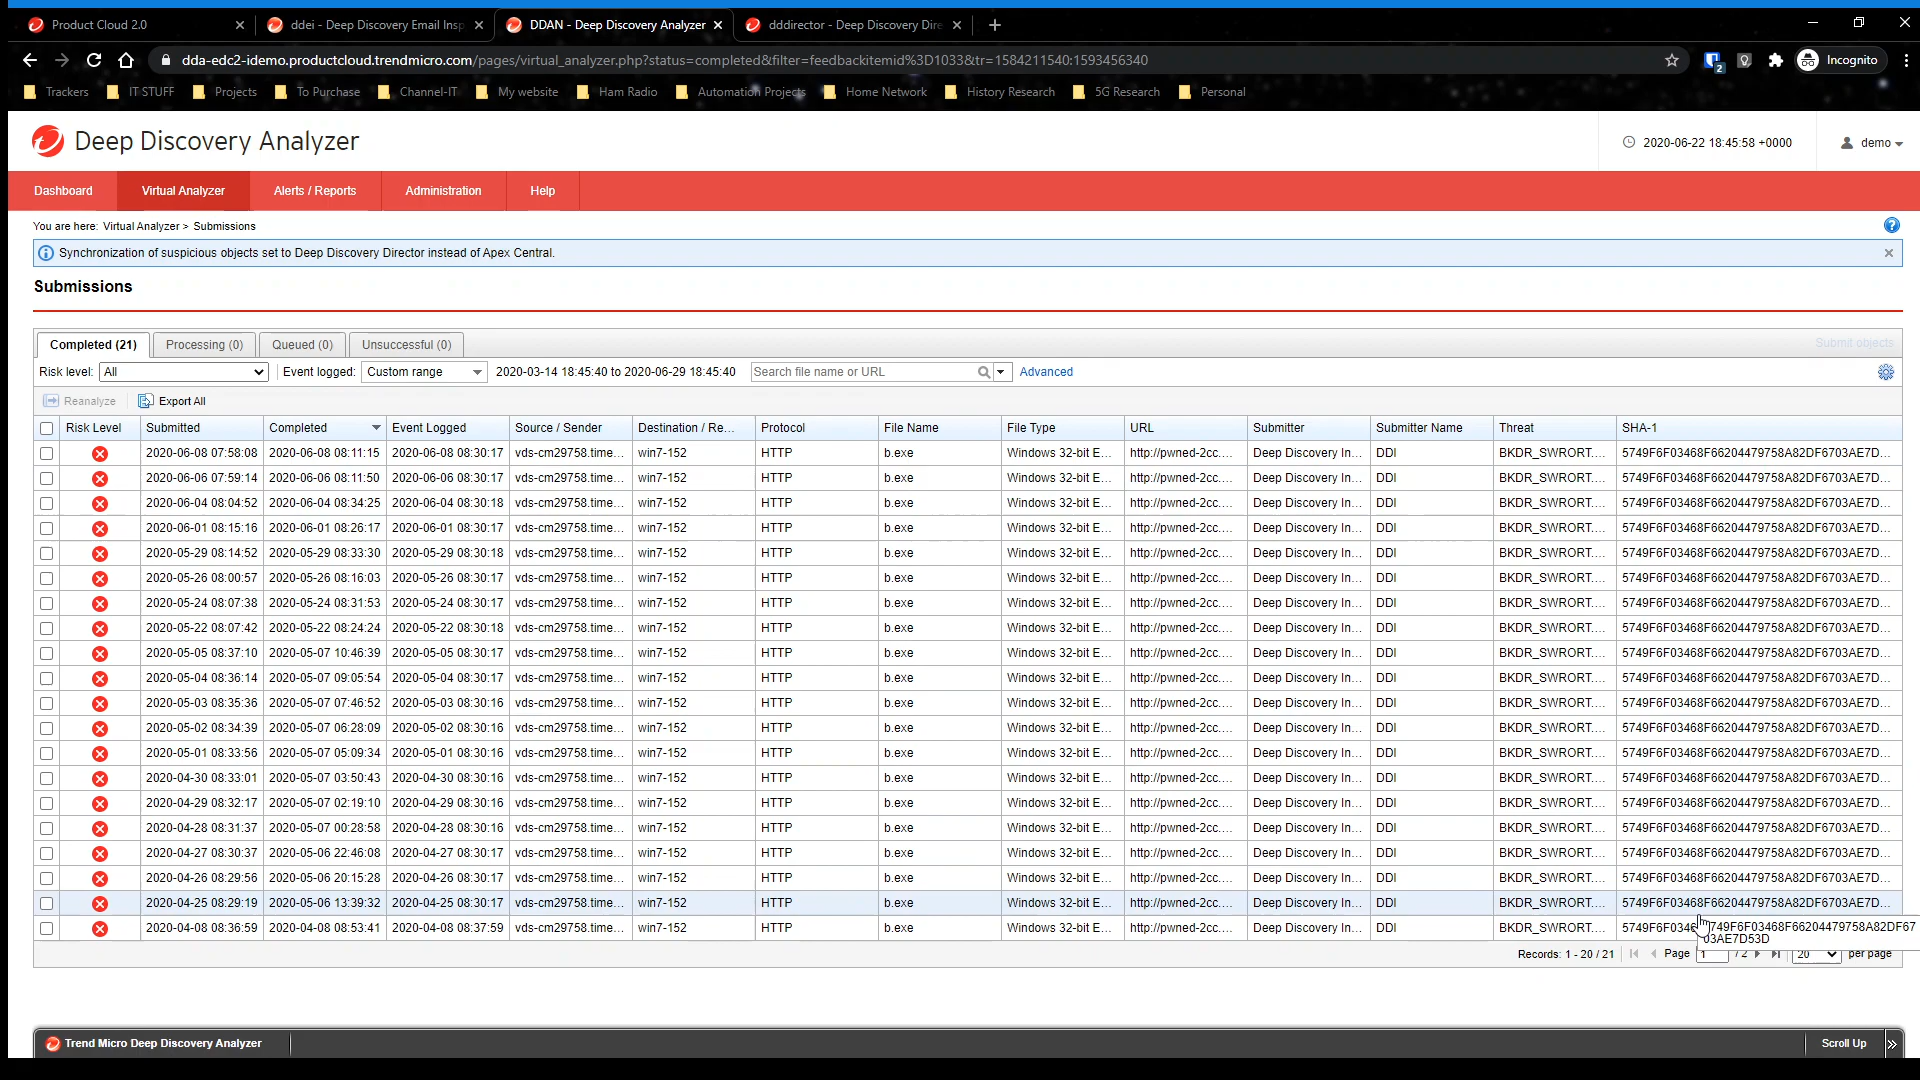 Product Cloud 2.0
ddei - Deep Discovery Email Insp
DDAN - Deep Discovery Analyzer
dddirector - Deep Discovery Dire
dda-edc2-idemo.productcloud.trendmicro.com/pages/virtual_analyzer.php?status=completed&filter=feedbackitemid%3D1033&tr=1584211540:1593456340
2
Incognito
Trackers IT STUFF Projects To Purchase Channel-IT My website Ham Radio Automation Projects Home Network History Research 5G Research Personal
Deep Discovery Analyzer
2020-06-22 18:45:58 +0000
demo
Dashboard Virtual Analyzer Alerts / Reports Administration Help
You are here: Virtual Analyzer > Submissions
Synchronization of suspicious objects set to Deep Discovery Director instead of Apex Central.
Submissions
Completed (21) Processing (0) Queued (0) Unsuccessful (0) Submit objects
Risk level: All Event logged: Custom range 2020-03-14 18:45:40 to 2020-06-29 18:45:40 Search file name or URL Advanced
Reanalyze Export All
Risk Level Submitted Completed Event Logged Source / Sender Destination / Re... Protocol File Name File Type URL Submitter Submitter Name Threat SHA-1
2020-06-08 07:58:08 2020-06-08 08:11:15 2020-06-08 08:30:17 vds-cm29758.time... win7-152 HTTP b.exe Windows 32-bit E... http://pwned-2cc.... Deep Discovery In... DDI BKDR_SWRORT.... 5749F6F03468F66204479758A82DF6703AE7D...
2020-06-06 07:59:14 2020-06-06 08:11:50 2020-06-06 08:30:17 vds-cm29758.time... win7-152 HTTP b.exe Windows 32-bit E... http://pwned-2cc.... Deep Discovery In... DDI BKDR_SWRORT.... 5749F6F03468F66204479758A82DF6703AE7D...
2020-06-04 08:04:52 2020-06-04 08:34:25 2020-06-04 08:30:18 vds-cm29758.time... win7-152 HTTP b.exe Windows 32-bit E... http://pwned-2cc.... Deep Discovery In... DDI BKDR_SWRORT.... 5749F6F03468F66204479758A82DF6703AE7D...
2020-06-01 08:15:16 2020-06-01 08:26:17 2020-06-01 08:30:17 vds-cm29758.time... win7-152 HTTP b.exe Windows 32-bit E... http://pwned-2cc.... Deep Discovery In... DDI BKDR_SWRORT.... 5749F6F03468F66204479758A82DF6703AE7D...
2020-05-29 08:14:52 2020-05-29 08:33:30 2020-05-29 08:30:18 vds-cm29758.time... win7-152 HTTP b.exe Windows 32-bit E... http://pwned-2cc.... Deep Discovery In... DDI BKDR_SWRORT.... 5749F6F03468F66204479758A82DF6703AE7D...
2020-05-26 08:00:57 2020-05-26 08:16:03 2020-05-26 08:30:17 vds-cm29758.time... win7-152 HTTP b.exe Windows 32-bit E... http://pwned-2cc.... Deep Discovery In... DDI BKDR_SWRORT.... 5749F6F03468F66204479758A82DF6703AE7D...
2020-05-24 08:07:38 2020-05-24 08:31:53 2020-05-24 08:30:17 vds-cm29758.time... win7-152 HTTP b.exe Windows 32-bit E... http://pwned-2cc.... Deep Discovery In... DDI BKDR_SWRORT.... 5749F6F03468F66204479758A82DF6703AE7D...
2020-05-22 08:07:42 2020-05-22 08:24:24 2020-05-22 08:30:18 vds-cm29758.time... win7-152 HTTP b.exe Windows 32-bit E... http://pwned-2cc.... Deep Discovery In... DDI BKDR_SWRORT.... 5749F6F03468F66204479758A82DF6703AE7D...
2020-05-05 08:37:10 2020-05-07 10:46:39 2020-05-05 08:30:17 vds-cm29758.time... win7-152 HTTP b.exe Windows 32-bit E... http://pwned-2cc.... Deep Discovery In... DDI BKDR_SWRORT.... 5749F6F03468F66204479758A82DF6703AE7D...
2020-05-04 08:36:14 2020-05-07 09:05:54 2020-05-04 08:30:17 vds-cm29758.time... win7-152 HTTP b.exe Windows 32-bit E... http://pwned-2cc.... Deep Discovery In... DDI BKDR_SWRORT.... 5749F6F03468F66204479758A82DF6703AE7D...
2020-05-03 08:35:36 2020-05-07 07:46:52 2020-05-03 08:30:16 vds-cm29758.time... win7-152 HTTP b.exe Windows 32-bit E... http://pwned-2cc.... Deep Discovery In... DDI BKDR_SWRORT.... 5749F6F03468F66204479758A82DF6703AE7D...
2020-05-02 08:34:39 2020-05-07 06:28:09 2020-05-02 08:30:16 vds-cm29758.time... win7-152 HTTP b.exe Windows 32-bit E... http://pwned-2cc.... Deep Discovery In... DDI BKDR_SWRORT.... 5749F6F03468F66204479758A82DF6703AE7D...
2020-05-01 08:33:56 2020-05-07 05:09:34 2020-05-01 08:30:16 vds-cm29758.time... win7-152 HTTP b.exe Windows 32-bit E... http://pwned-2cc.... Deep Discovery In... DDI BKDR_SWRORT.... 5749F6F03468F66204479758A82DF6703AE7D...
2020-04-30 08:33:01 2020-05-07 03:50:43 2020-04-30 08:30:16 vds-cm29758.time... win7-152 HTTP b.exe Windows 32-bit E... http://pwned-2cc.... Deep Discovery In... DDI BKDR_SWRORT.... 5749F6F03468F66204479758A82DF6703AE7D...
2020-04-29 08:32:17 2020-05-07 02:19:10 2020-04-29 08:30:16 vds-cm29758.time... win7-152 HTTP b.exe Windows 32-bit E... http://pwned-2cc.... Deep Discovery In... DDI BKDR_SWRORT.... 5749F6F03468F66204479758A82DF6703AE7D...
2020-04-28 08:31:37 2020-05-07 00:28:58 2020-04-28 08:30:16 vds-cm29758.time... win7-152 HTTP b.exe Windows 32-bit E... http://pwned-2cc.... Deep Discovery In... DDI BKDR_SWRORT.... 5749F6F03468F66204479758A82DF6703AE7D...
2020-04-27 08:30:37 2020-05-06 22:46:08 2020-04-27 08:30:17 vds-cm29758.time... win7-152 HTTP b.exe Windows 32-bit E... http://pwned-2cc.... Deep Discovery In... DDI BKDR_SWRORT.... 5749F6F03468F66204479758A82DF6703AE7D...
2020-04-26 08:29:56 2020-05-06 20:15:28 2020-04-26 08:30:17 vds-cm29758.time... win7-152 HTTP b.exe Windows 32-bit E... http://pwned-2cc.... Deep Discovery In... DDI BKDR_SWRORT.... 5749F6F03468F66204479758A82DF6703AE7D...
2020-04-25 08:29:19 2020-05-06 13:39:32 2020-04-25 08:30:17 vds-cm29758.time... win7-152 HTTP b.exe Windows 32-bit E... http://pwned-2cc.... Deep Discovery In... DDI BKDR_SWRORT.... 5749F6F03468F66204479758A82DF6703AE7D...
2020-04-08 08:36:59 2020-04-08 08:53:41 2020-04-08 08:37:59 vds-cm29758.time... win7-152 HTTP b.exe Windows 32-bit E... http://pwned-2cc.... Deep Discovery In... DDI BKDR_SWRORT.... 5749F6F0346
749F6F03468F66204479758A82DF67
03AE7D53D
Records: 1 - 20 / 21 Page 1 / 2 20 per page
Trend Micro Deep Discovery Analyzer
Scroll Up